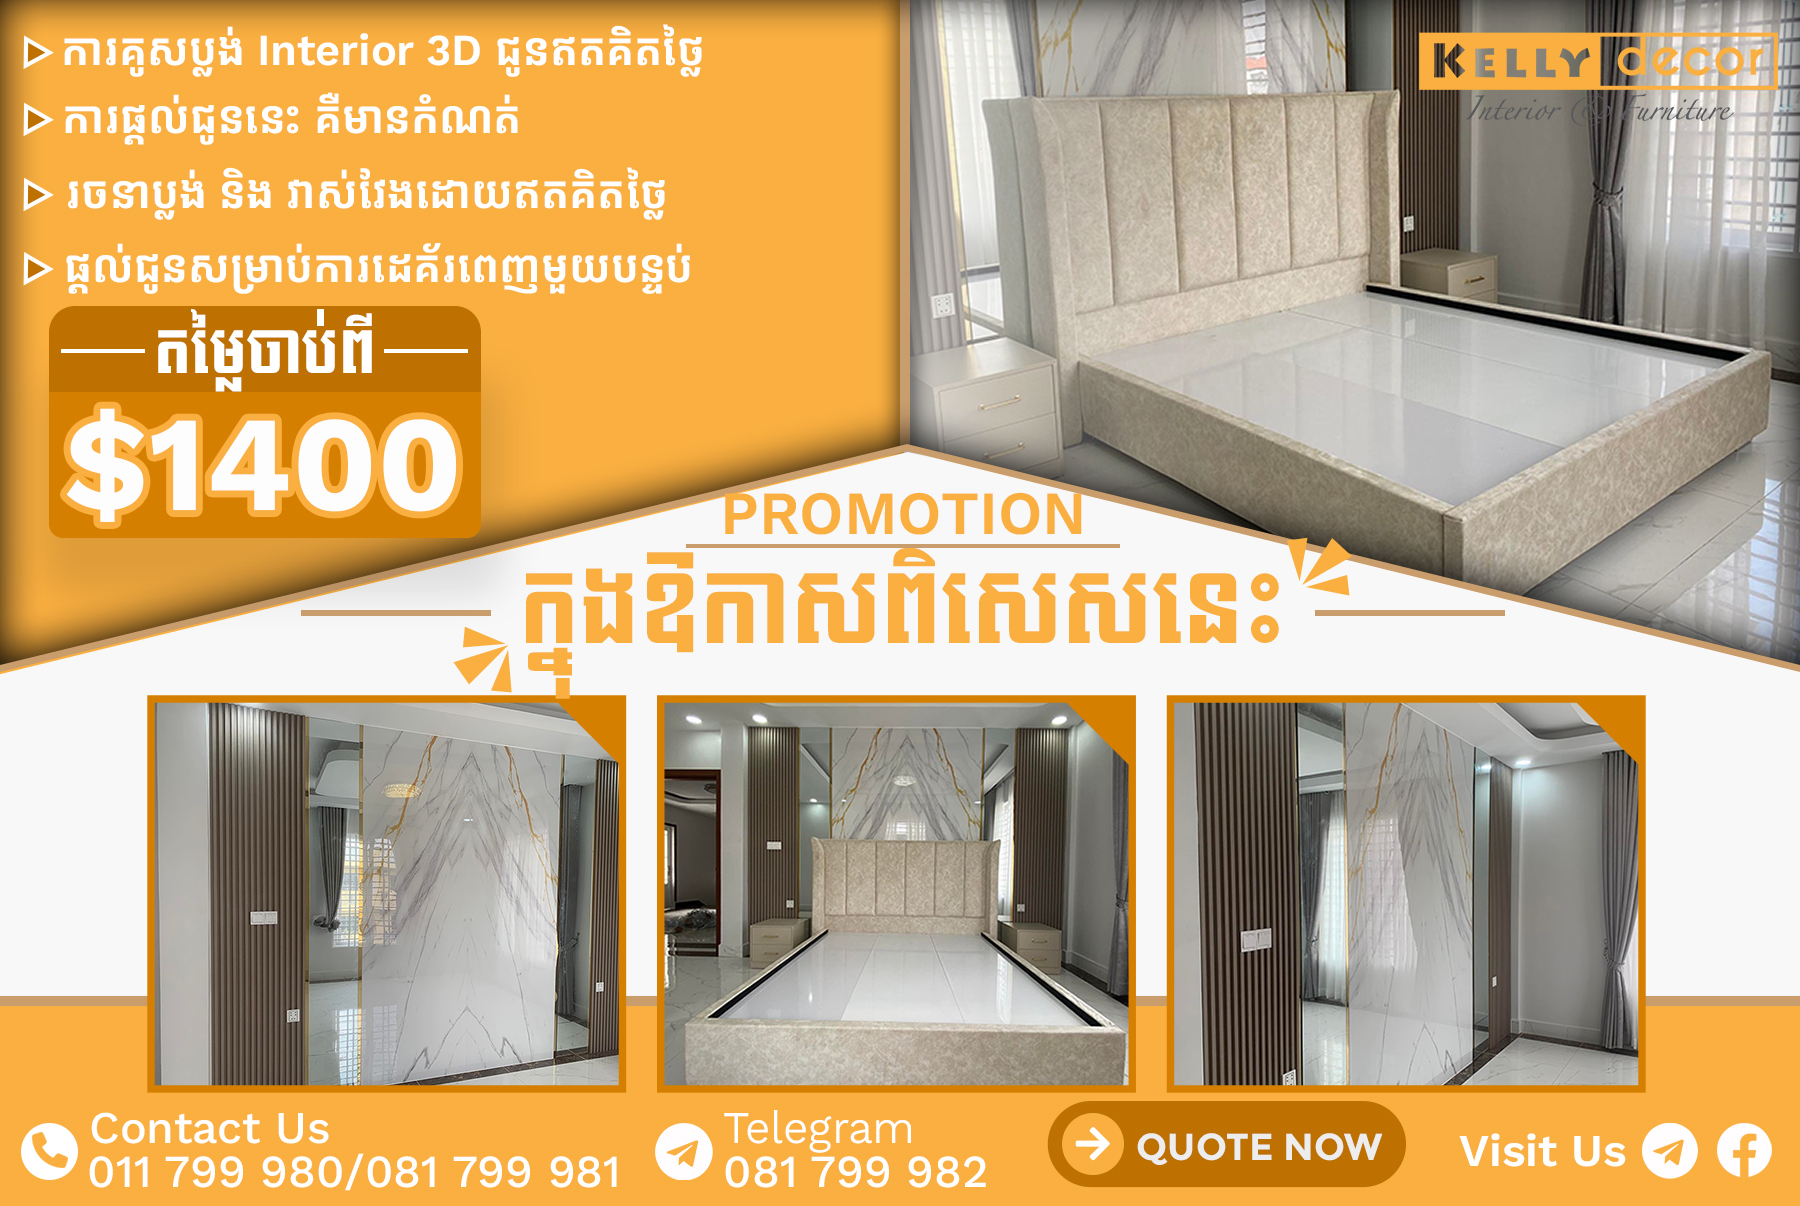 ការគូសប្លង់ Interior 3D ជូនឥតគិតថ្លៃ
ការផ្ដល់ជូននេះ គឺមានកំណត់
រចនាប្លង់ និង វាស់វែងដោយឥតគិតថ្លៃ
ផ្ដល់ជូនសម្រាប់ការដេគ័រពេញមួយបន្ទប់
តម្លៃចាប់ពី
$1400
KELLY decor
Interior & Furniture
PROMOTION
ក្នុងឱកាសពិសេសនេះ
Contact Us
011 799 980/081 799 981
Telegram
081 799 982
QUOTE NOW
Visit Us